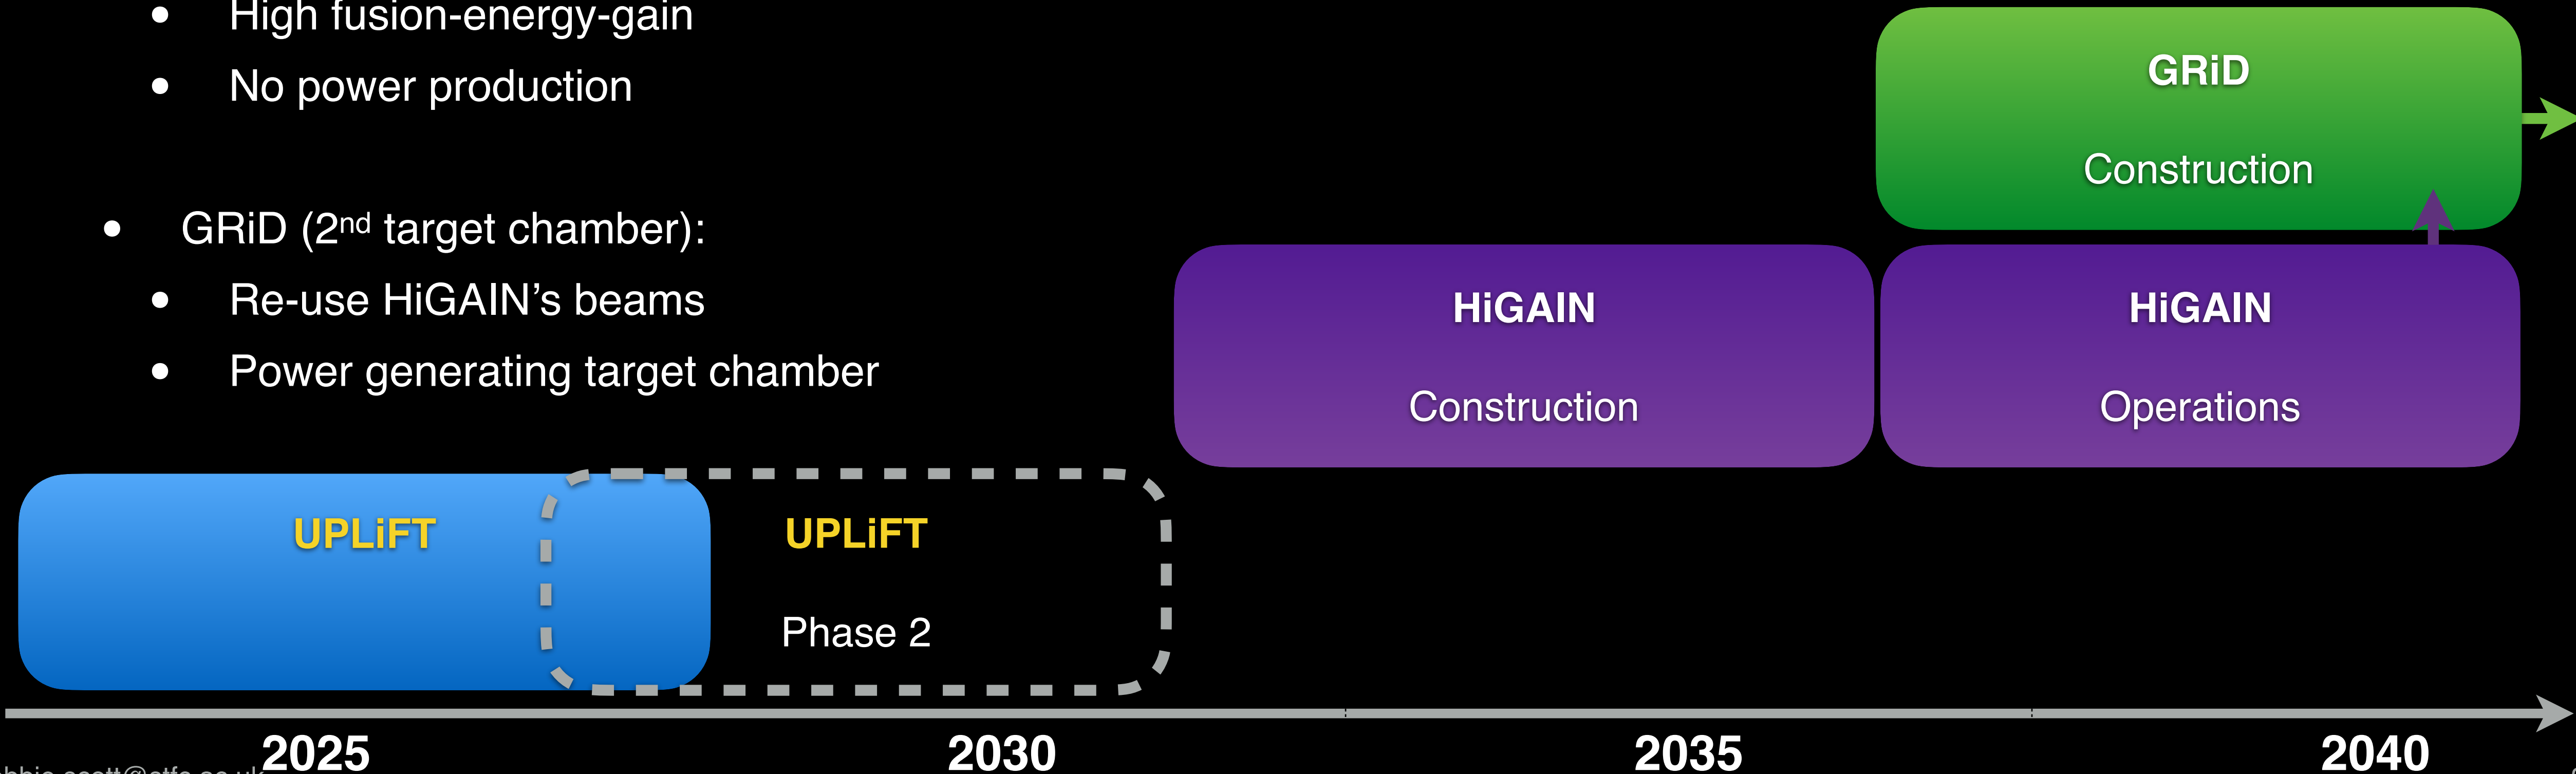 High fusion-energy-gain
No power production
GRiD (2nd target chamber):
Re-use HiGAIN’s beams
Power generating target chamber
GRiD
Construction
HiGAIN
Construction
HiGAIN
Operations
UPLiFT
UPLiFT
Phase 2
2025
2030
2035
2040